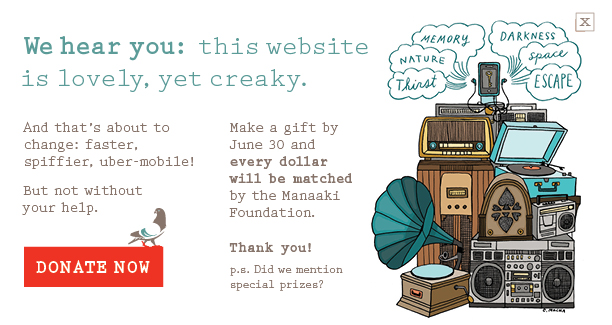 We hear you: this website
is lovely, yet creaky.
And that's about to
change: faster,
spiffier, uber-mobile!
But not without
your help.
DONATE NOW
Make a gift by
June 30 and
every dollar
will be matched
by the Manaaki
Foundation.
Thank you!
p.s. Did we mention
special prizes?
X
MEMORY
DARKNESS
NATURE
space
Thirst
ESCAPE
C. MACNA